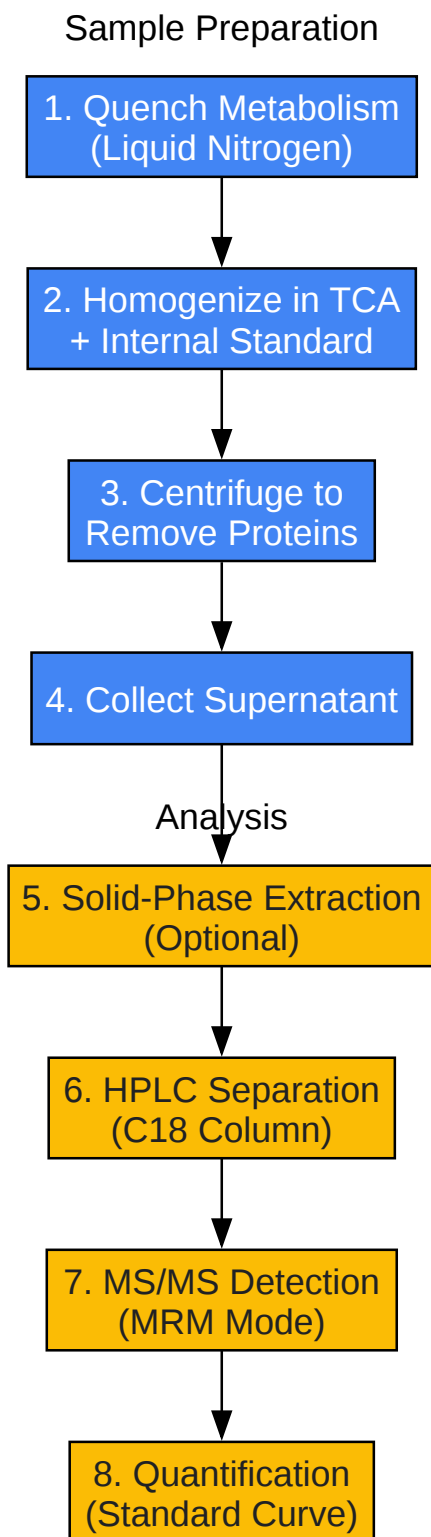 Sample Preparation
1. Quench Metabolism
(Liquid Nitrogen)
2. Homogenize in TCA
+ Internal Standard
3. Centrifuge to
Remove Proteins
4. Collect Supernatant
Analysis
5. Solid-Phase Extraction
(Optional)
6. HPLC Separation
(C18 Column)
7. MS/MS Detection
(MRM Mode)
8. Quantification
(Standard Curve)